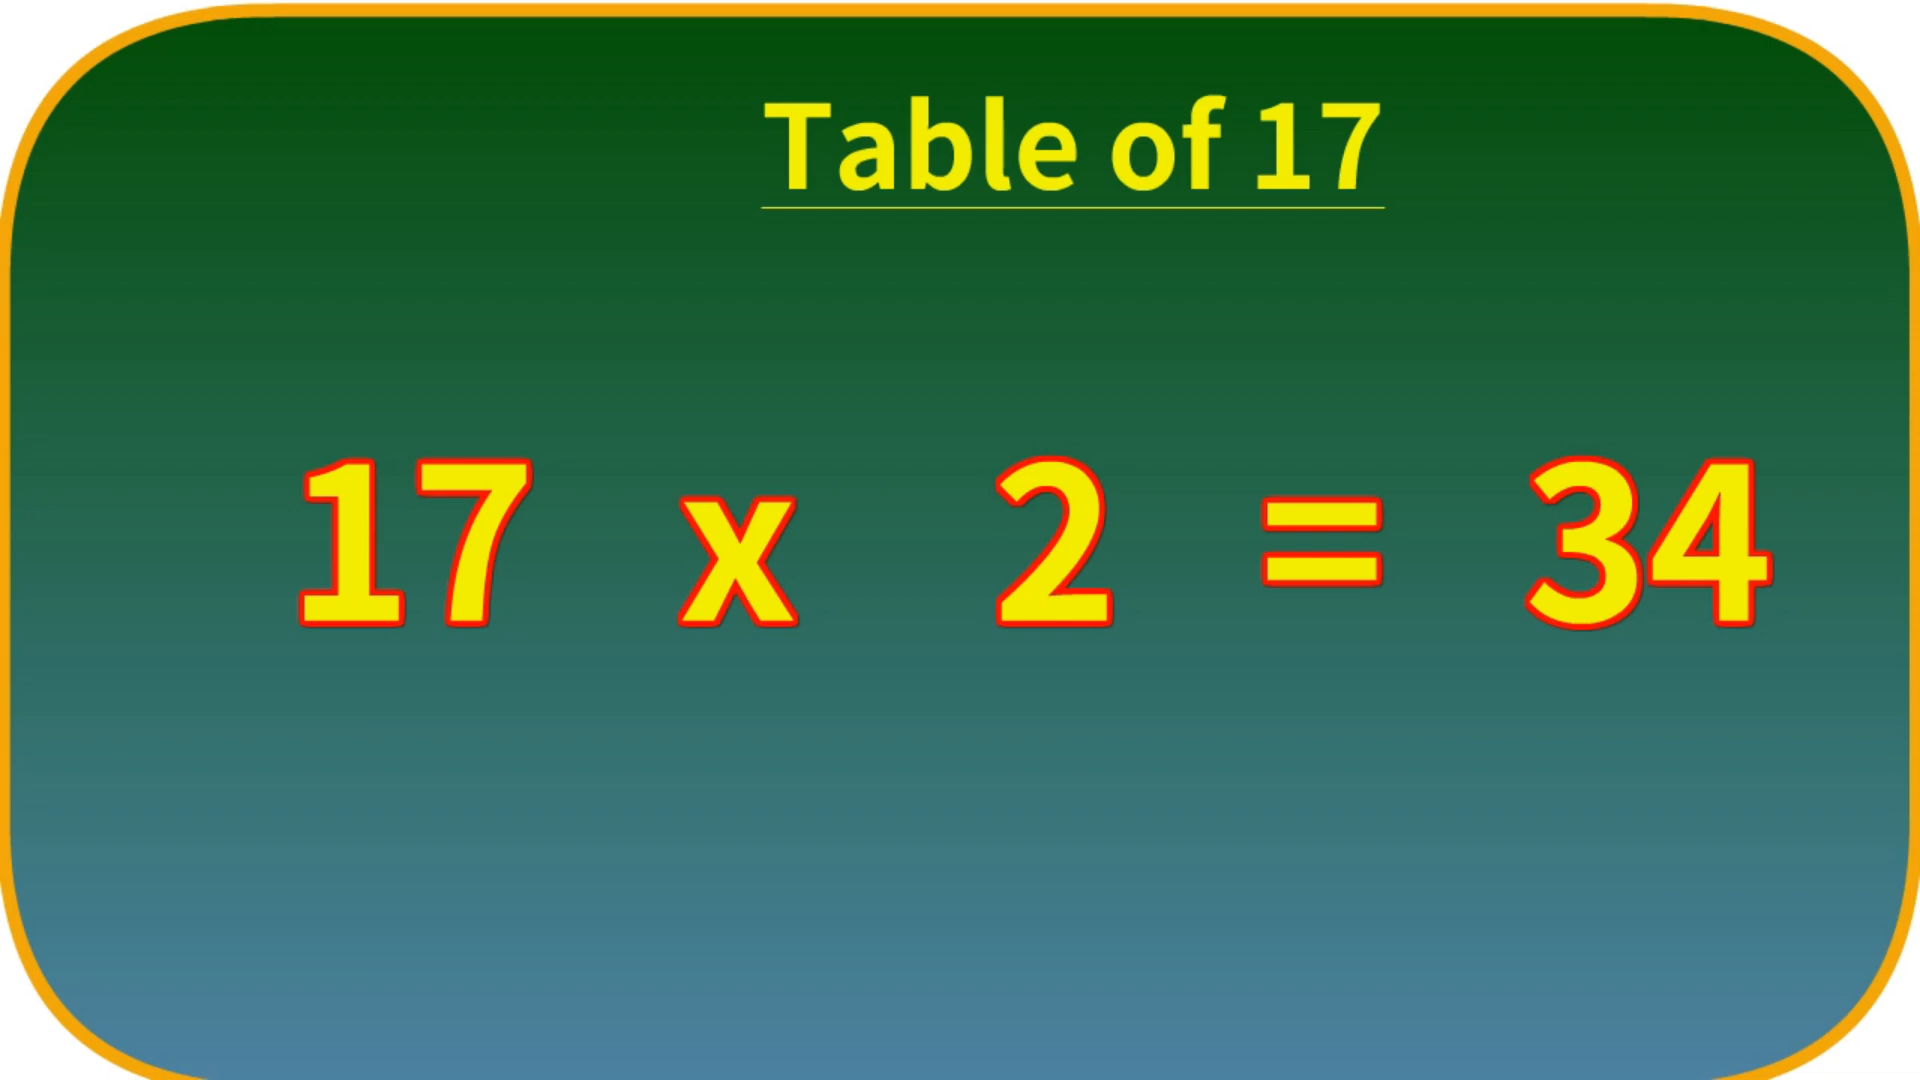 Table of 17
17 x 2 = 34